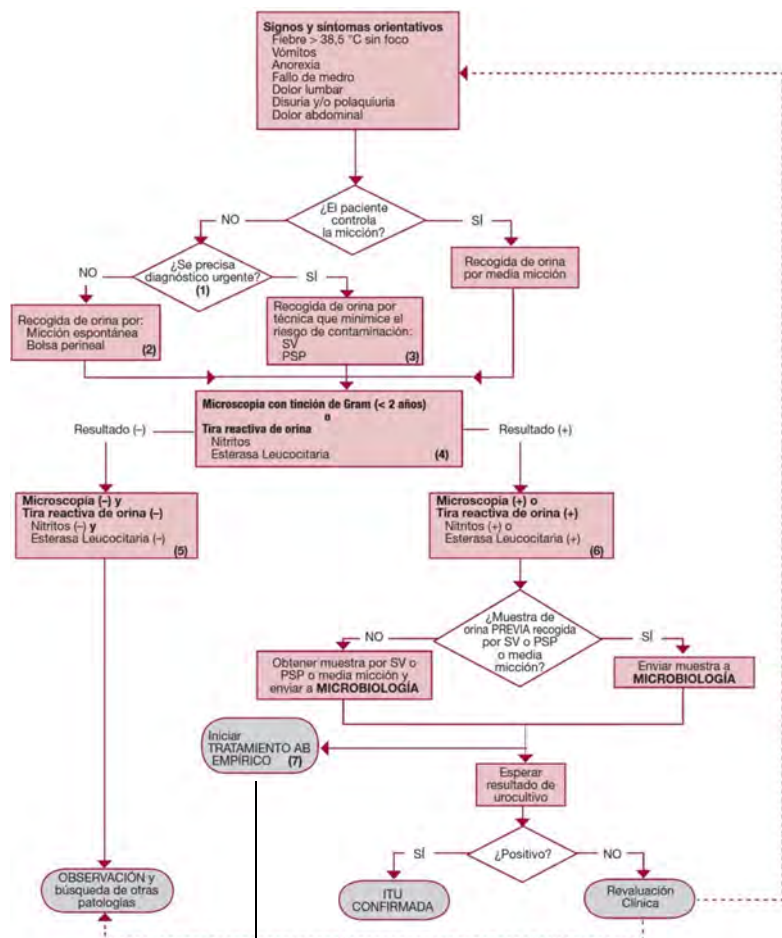 Signos y síntomas orientativos
Fiebre > 38,5 °C sin foco
Vómitos
Anorexia
Fallo de medro
Dolor lumbar
Disuria y/o polaquiuria
Dolor abdominal
¿El paciente
controla
la micción?
NO
SÍ
¿Se precisa
diagnóstico urgente?
(1)
NO
SÍ
Recogida de orina
por media micción
Recogida de orina por:
Micción espontánea
Bolsa perineal
(2)
Recogida de orina por
técnica que minimice el
riesgo de contaminación:
SV
PSP
(3)
Microscopia con tinción de Gram (< 2 años)
o
Tira reactiva de orina
Nitritos
Esterasa Leucocitaria
(4)
Resultado (–)
Resultado (+)
Microscopía (–) y
Tira reactiva de orina (–)
Nitritos (–) y
Esterasa Leucocitaria (–)
(5)
Microscopía (+) o
Tira reactiva de orina (+)
Nitritos (+) o
Esterasa Leucocitaria (+)
(6)
¿Muestra de
orina PREVIA recogida
por SV o PSP
o media
micción?
NO
SÍ
Obtener muestra por SV o
PSP o media micción y
enviar a MICROBIOLOGÍA
Enviar muestra a
MICROBIOLOGÍA
Iniciar
TRATAMIENTO AB
EMPÍRICO (7)
Esperar
resultado de
urocultivo
¿Positivo?
SÍ
NO
OBSERVACIÓN y
búsqueda de otras
patologías
ITU
CONFIRMADA
Revaluación
Clínica